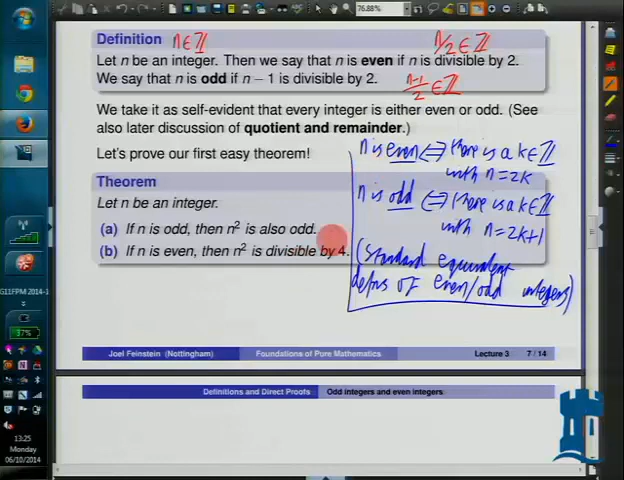 76.88%
Definition n∈ℤ n/2∈ℤ
Let n be an integer. Then we say that n is even if n is divisible by 2.
We say that n is odd if n − 1 is divisible by 2. n-1/2 ∈ℤ
We take it as self-evident that every integer is either even or odd. (See
also later discussion of quotient and remainder.)
Let's prove our first easy theorem!
n is even ⇔ there is a k∈ℤ
with n=2k
n is odd ⇔ there is a k∈ℤ
with n=2k+1
(standard equivalent
defns of even/odd integers)
Theorem
Let n be an integer.
(a) If n is odd, then n² is also odd.
(b) If n is even, then n² is divisible by 4.
Joel Feinstein (Nottingham) Foundations of Pure Mathematics Lecture 3 7 / 14
Definitions and Direct Proofs Odd integers and even integers
G11FPM 2014-1
37%
13:25
Monday
06/10/2014